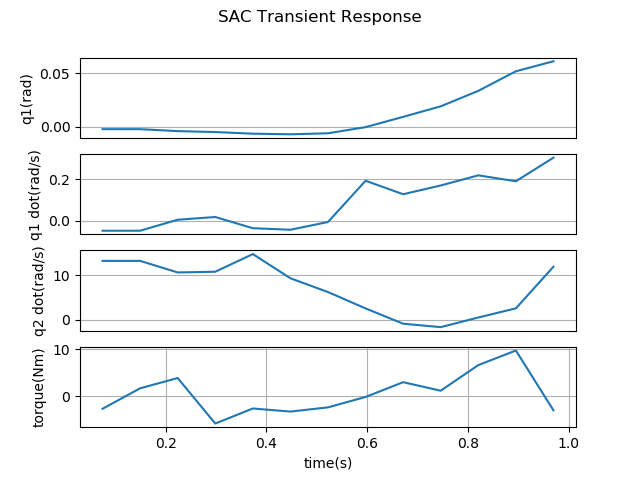 SAC Transient Response
q1(rad)
0.05
0.00
q1 dot(rad/s)
0.2
0.0
q2 dot(rad/s)
10
0
torque(Nm)
10
0
0.2 0.4 0.6 0.8 1.0
time(s)